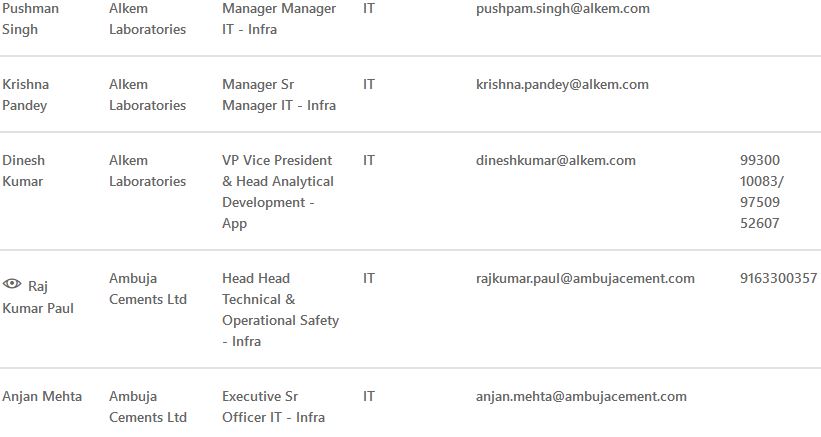 Pushman Alkem Manager Manager IT pushpam.singh@alkem.com
Singh Laboratories IT - Infra
Krishna Alkem Manager Sr IT krishna.pandey@alkem.com
Pandey Laboratories Manager IT - Infra
Dinesh Alkem VP Vice President IT dineshkumar@alkem.com 99300
Kumar Laboratories & Head Analytical 10083/
Development - 97509
App 52607
Raj Ambuja Head Head IT rajkumar.paul@ambujacement.com 9163300357
Kumar Paul Cements Ltd Technical &
Operational Safety
- Infra
Anjan Mehta Ambuja Executive Sr IT anjan.mehta@ambujacement.com
Cements Ltd Officer IT - Infra